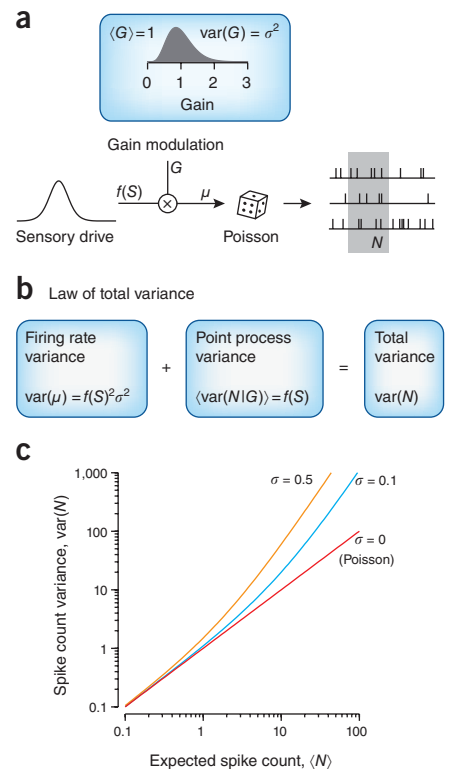 a
⟨G⟩=1 var(G) = σ²
0 1 2 3
Gain
Gain modulation
G
f(S) × μ
Sensory drive Poisson N
b Law of total variance
Firing rate variance
var(μ) = f(S)²σ²
+
Point process variance
⟨var(N|G)⟩ = f(S)
=
Total variance
var(N)
c
Spike count variance, var(N)
1,000
100
10
1
0.1
σ = 0.5 σ = 0.1
σ = 0
(Poisson)
0.1 1 10 100
Expected spike count, ⟨N⟩